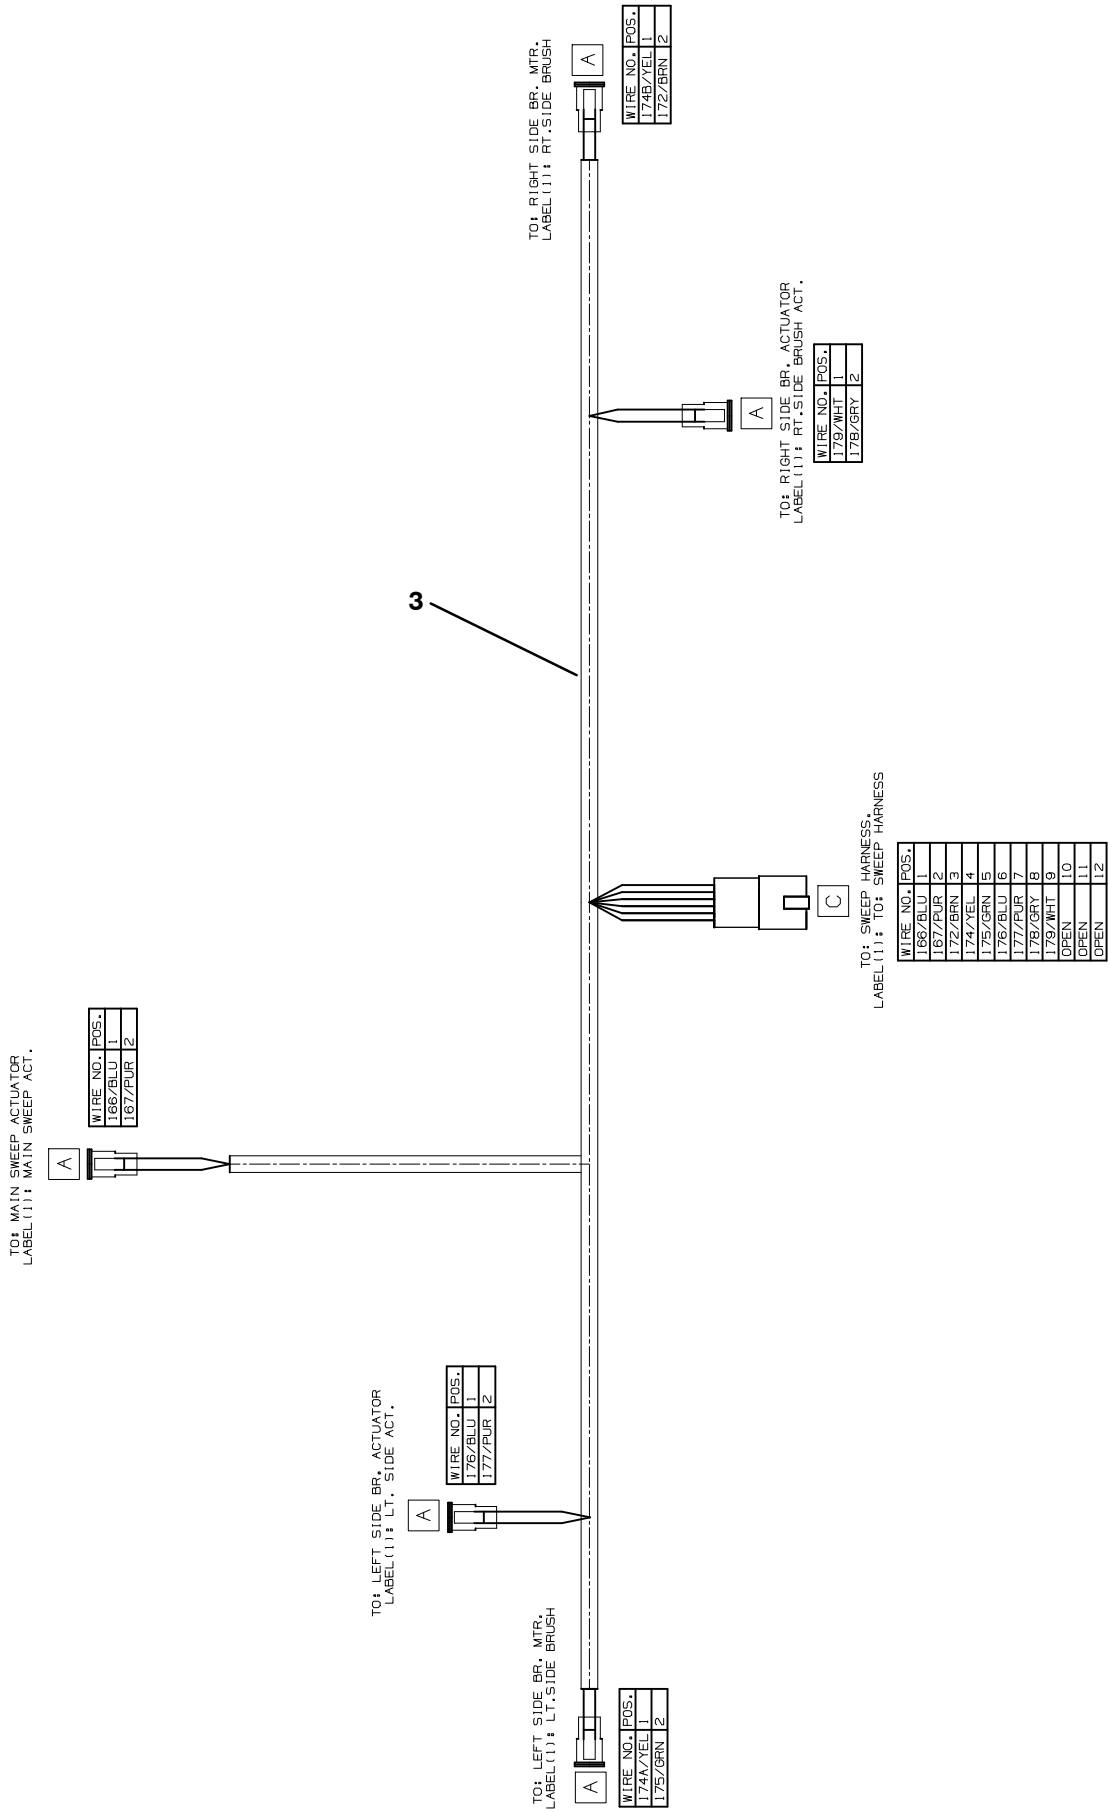 TO: MAIN SWEEP ACTUATOR
LABEL(1): MAIN SWEEP ACT.
A
WIRE NO. POS.
166/BLU 1
167/PUR 2
TO: LEFT SIDE BR. ACTUATOR
LABEL(1): LT. SIDE ACT.
A
WIRE NO. POS.
176/BLU 1
177/PUR 2
TO: LEFT SIDE BR. MTR.
LABEL(1): LT.SIDE BRUSH
A
WIRE NO. POS.
174A/YEL 1
175/GRN 2
3
TO: RIGHT SIDE BR. MTR.
LABEL(1): RT.SIDE BRUSH
A
WIRE NO. POS.
174B/YEL 1
172/BRN 2
A
TO: RIGHT SIDE BR. ACTUATOR
LABEL(1): RT.SIDE BRUSH ACT.
WIRE NO. POS.
179/WHT 1
178/GRY 2
C
TO: SWEEP HARNESS.
LABEL(1): TO: SWEEP HARNESS
WIRE NO. POS.
166/BLU 1
167/PUR 2
172/BRN 3
174/YEL 4
175/GRN 5
176/BLU 6
177/PUR 7
178/GRY 8
179/WHT 9
OPEN 10
OPEN 11
OPEN 12